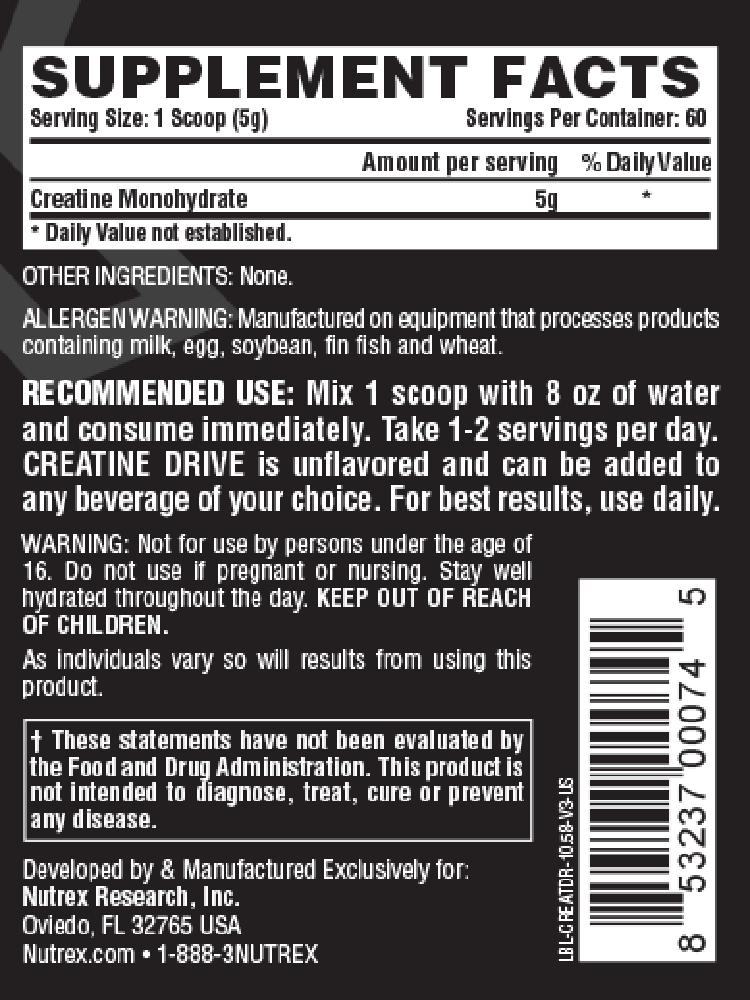 SUPPLEMENT FACTS
Serving Size: 1 Scoop (5g) Servings Per Container: 60
Amount per serving % Daily Value
Creatine Monohydrate 5g *
* Daily Value not established.
OTHER INGREDIENTS: None.
ALLERGEN WARNING: Manufactured on equipment that processes products
containing milk, egg, soybean, fin fish and wheat.
RECOMMENDED USE: Mix 1 scoop with 8 oz of water
and consume immediately. Take 1-2 servings per day.
CREATINE DRIVE is unflavored and can be added to
any beverage of your choice. For best results, use daily.
WARNING: Not for use by persons under the age of
16. Do not use if pregnant or nursing. Stay well
hydrated throughout the day. KEEP OUT OF REACH
OF CHILDREN.
As individuals vary so will results from using this
product.
† These statements have not been evaluated by
the Food and Drug Administration. This product is
not intended to diagnose, treat, cure or prevent
any disease.
Developed by & Manufactured Exclusively for:
Nutrex Research, Inc.
Oviedo, FL 32765 USA
Nutrex.com • 1-888-3NUTREX
LBL-CREATDR-10.58-V3-US
8 53237 00074 5